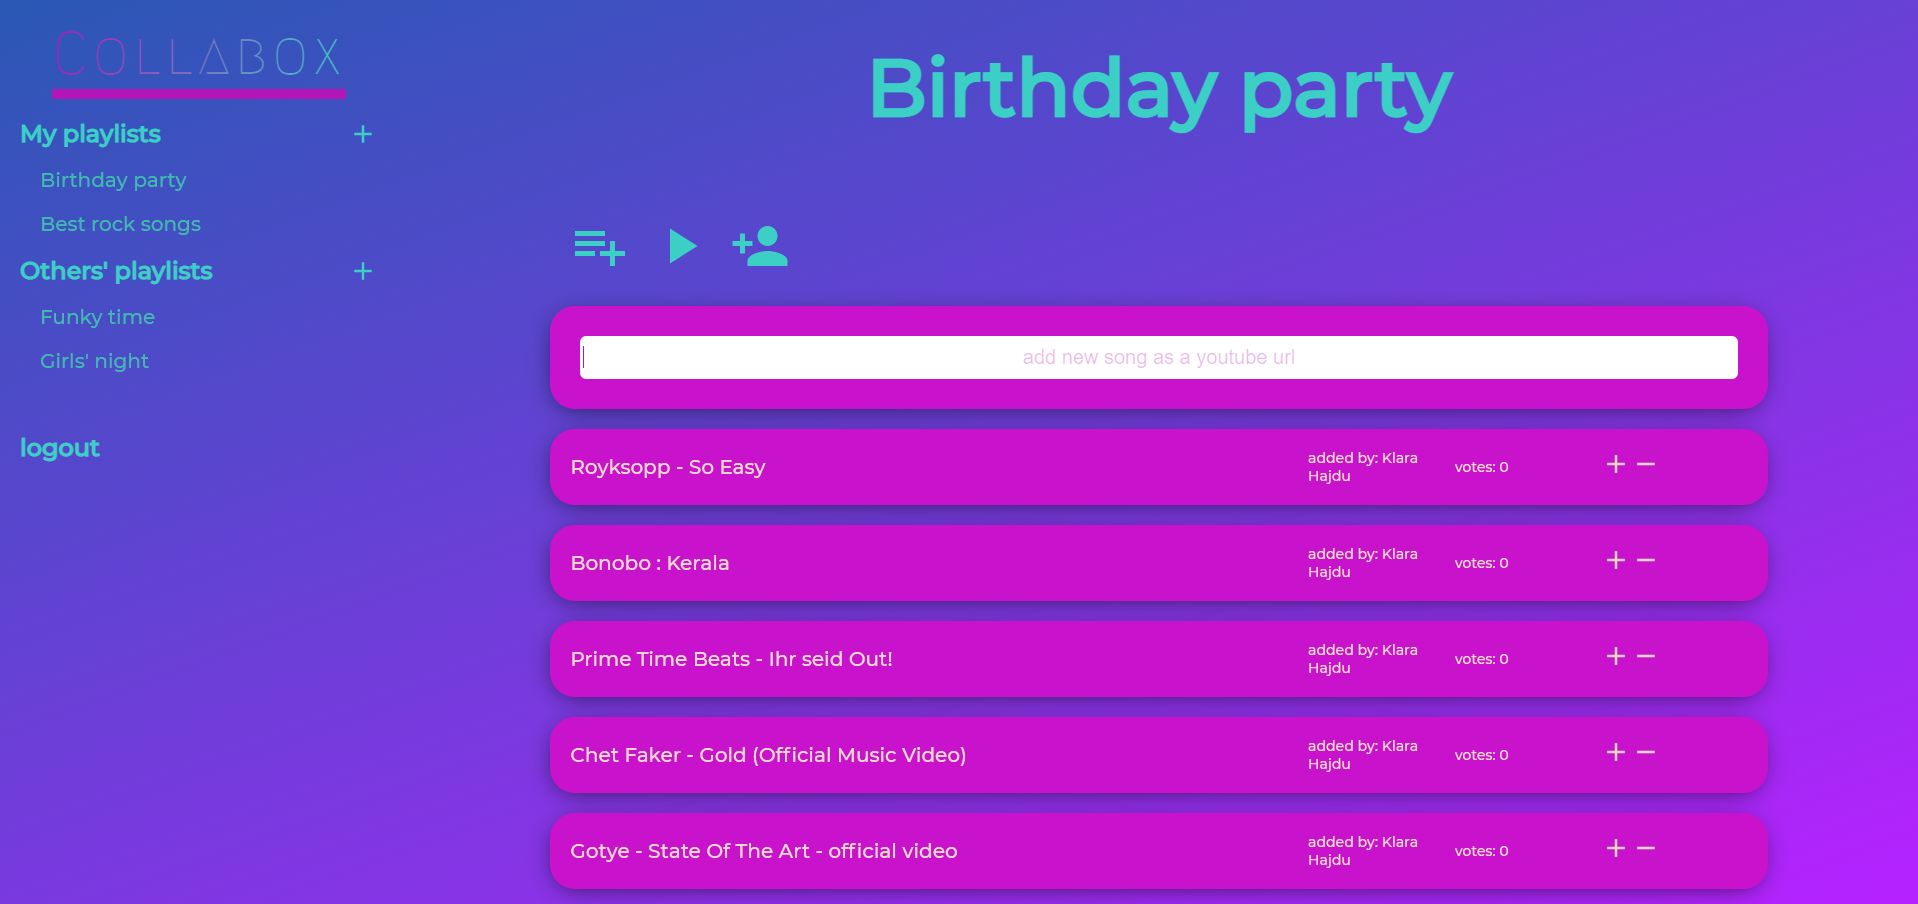 Collabox
My playlists
Birthday party
Best rock songs
Others' playlists
Funky time
Girls' night
logout
Birthday party
add new song as a youtube url
Royksopp - So Easy
added by: Klara
Hajdu
votes: 0
Bonobo : Kerala
added by: Klara
Hajdu
votes: 0
Prime Time Beats - Ihr seid Out!
added by: Klara
Hajdu
votes: 0
Chet Faker - Gold (Official Music Video)
added by: Klara
Hajdu
votes: 0
Gotye - State Of The Art - official video
added by: Klara
Hajdu
votes: 0